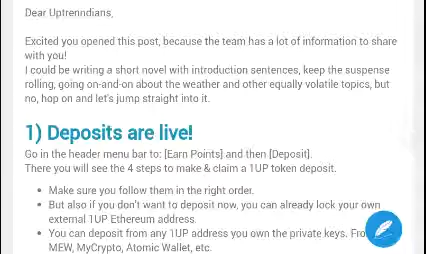 Dear Uptrenndians,
Excited you opened this post, because the team has a lot of information to share
with you!
I could be writing a short novel with introduction sentences, keep the suspense
rolling, going on-and-on about the weather and other equally volatile topics, but
no, hop on and let's jump straight into it.
1) Deposits are live!
Go in the header menu bar to: [Earn Points] and then [Deposit].
There you will see the 4 steps to make & claim a 1UP token deposit.
• Make sure you follow them in the right order.
• But also if you don't want to deposit now, you can already lock your own
external 1UP Ethereum address.
• You can deposit from any 1UP address you own the private keys.
MEW, MyCrypto, Atomic Wallet, etc.